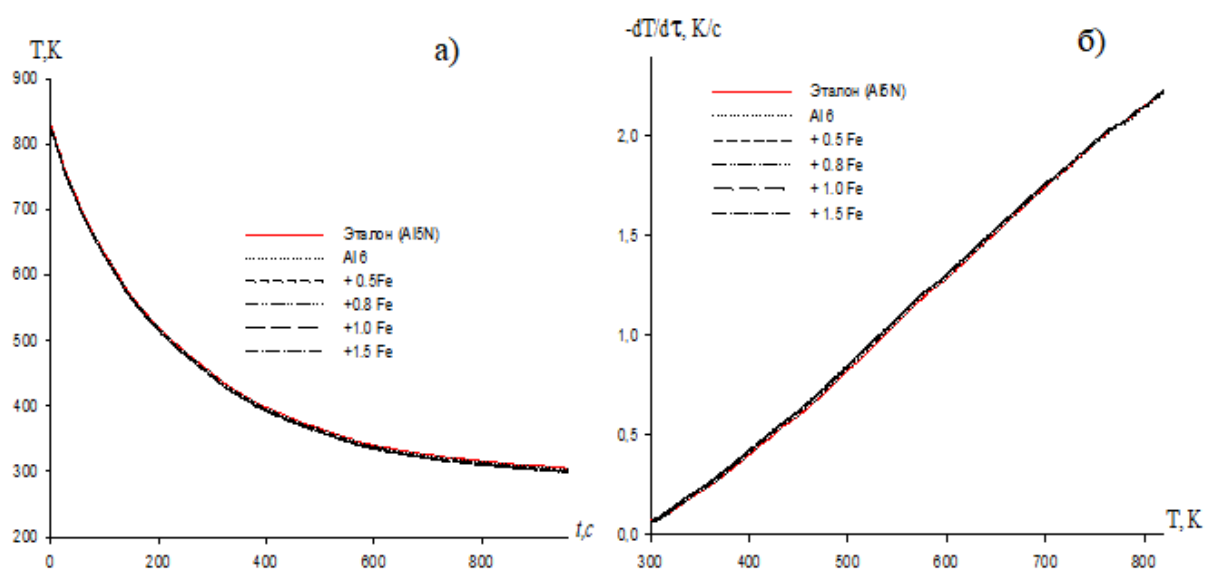 T,K
а)
900
800
700
600
500
400
300
200
0
200
400
600
800
t,c
Эталон (Al5N)
Al 6
+ 0.5Fe
+0.8 Fe
+1.0 Fe
+1.5 Fe
-dT/dτ, K/c
б)
2,0
1,5
1,0
0,5
0,0
300
400
500
600
700
800
T, K
Эталон (Al5N)
Al 6
+ 0.5 Fe
+ 0.8 Fe
+ 1.0 Fe
+ 1.5 Fe